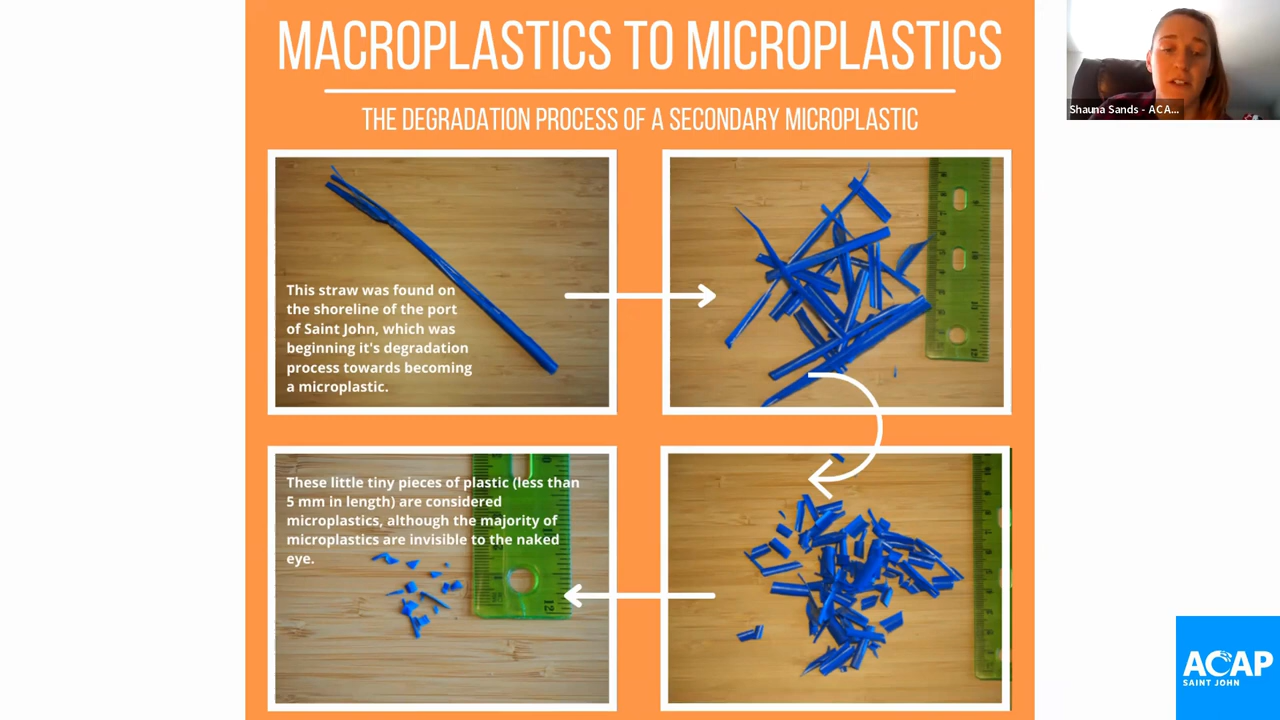 MACROPLASTICS TO MICROPLASTICS
THE DEGRADATION PROCESS OF A SECONDARY MICROPLASTIC
This straw was found on
the shoreline of the port
of Saint John, which was
beginning it's degradation
process towards becoming
a microplastic.
These little tiny pieces of plastic (less than
5 mm in length) are considered
microplastics, although the majority of
microplastics are invisible to the naked
eye.
12
Shauna Sands - ACA...
ACAP
SAINT JOHN